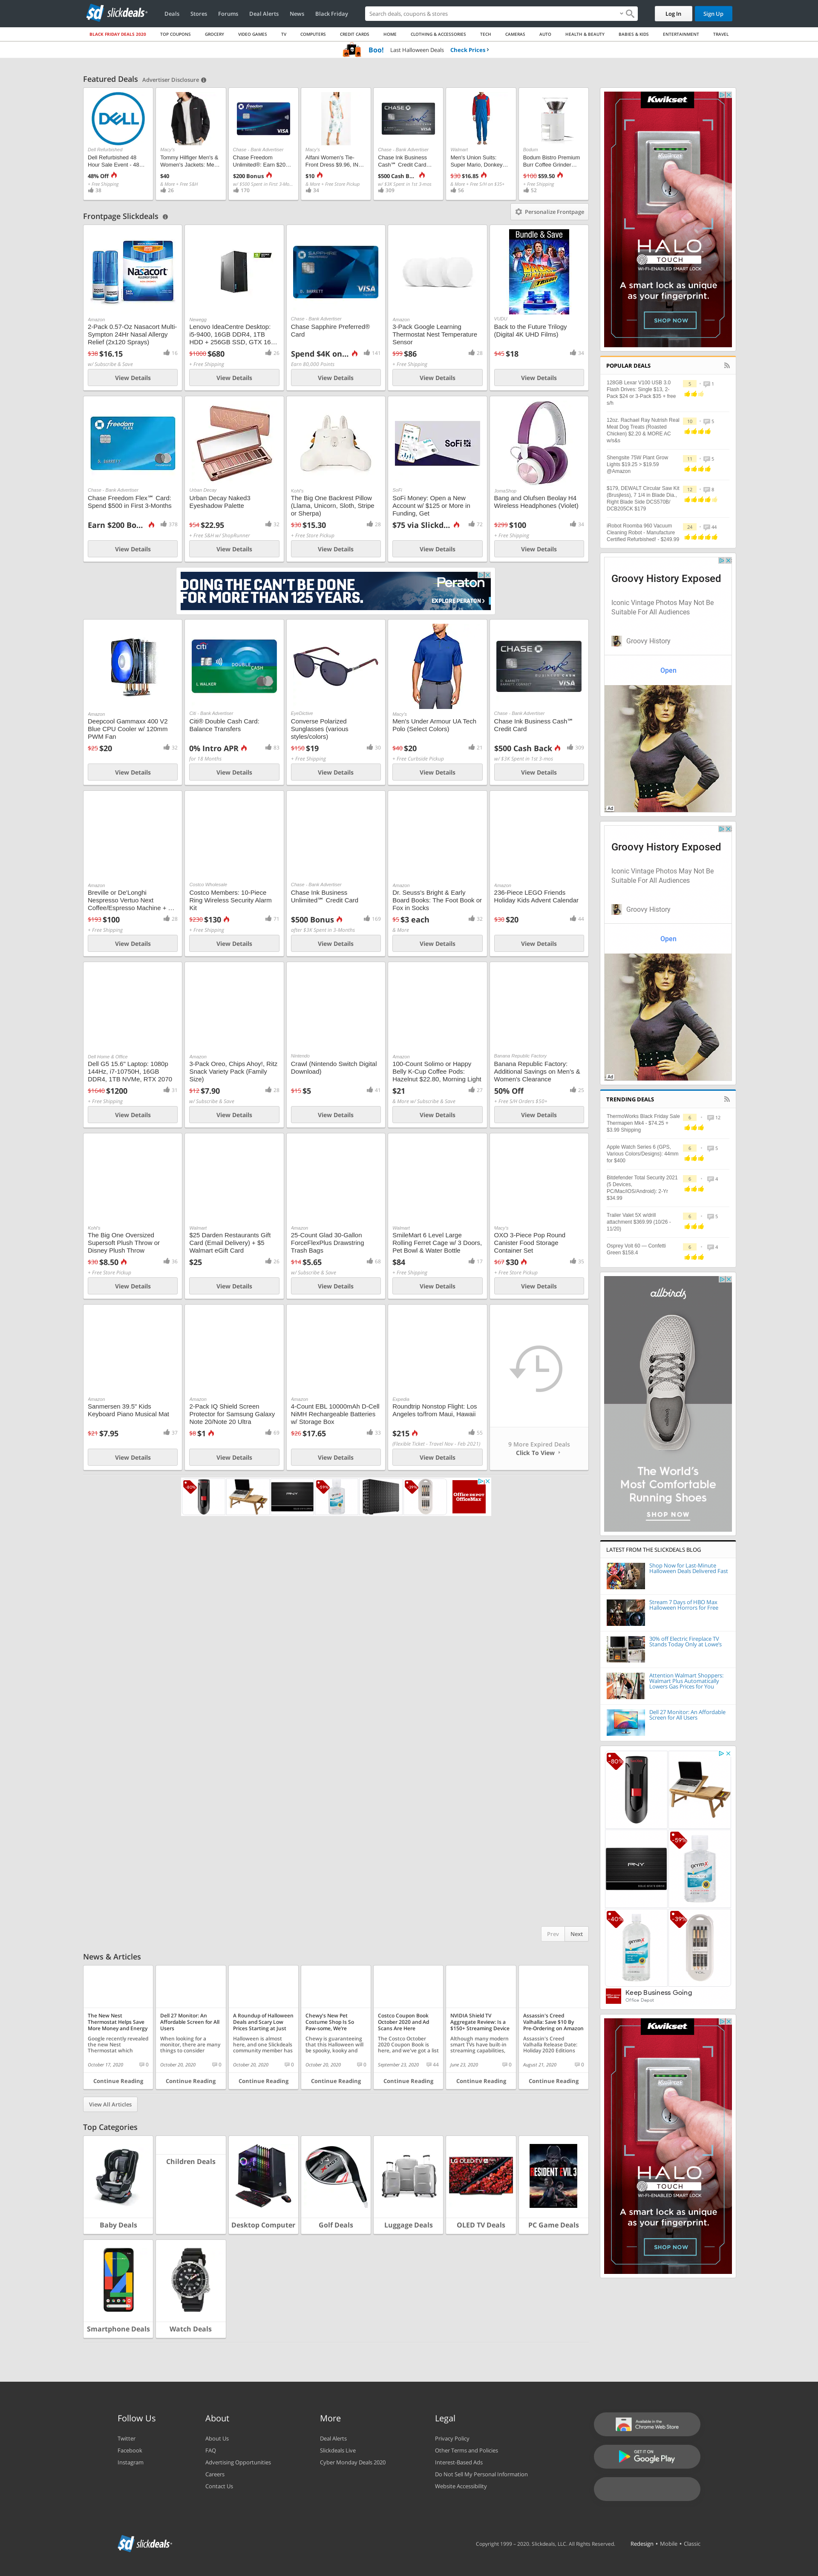 slickdeals
Deals
Stores
Forums
Deal Alerts
News
Black Friday
Search deals, coupons & stores
Log In
Sign Up
BLACK FRIDAY DEALS 2020
TOP COUPONS
GROCERY
VIDEO GAMES
TV
COMPUTERS
CREDIT CARDS
HOME
CLOTHING & ACCESSORIES
TECH
CAMERAS
AUTO
HEALTH & BEAUTY
BABIES & KIDS
ENTERTAINMENT
TRAVEL
Boo! Last Halloween Deals Check Prices
Featured Deals Advertiser Disclosure
Dell Refurbished
Dell Refurbished 48
Hour Sale Event - 48...
48% Off
+ Free Shipping
38
Macy's
Tommy Hilfiger Men's &
Women's Jackets: Me...
$40
& More + Free S&H
26
Chase - Bank Advertiser
Chase Freedom
Unlimited®: Earn $20...
$200 Bonus
w/ $500 Spent in First 3-Mo...
170
Macy's
Alfani Women's Tie-
Front Dress $9.96, IN...
$10
& More + Free Store Pickup
34
Chase - Bank Advertiser
Chase Ink Business
Cash℠ Credit Card...
$500 Cash B...
w/ $3K Spent in 1st 3-mos
309
Walmart
Men's Union Suits:
Super Mario, Donkey...
$30 $16.85
& More + Free S/H on $35+
56
Bodum
Bodum Bistro Premium
Burr Coffee Grinder...
$100 $59.50
+ Free Shipping
52
Frontpage Slickdeals
Personalize Frontpage
Amazon
2-Pack 0.57-Oz Nasacort Multi-
Sympton 24Hr Nasal Allergy
Relief (2x120 Sprays)
$38 $16.15
16
w/ Subscribe & Save
View Details
Newegg
Lenovo IdeaCentre Desktop:
i5-9400, 16GB DDR4, 1TB
HDD + 256GB SSD, GTX 16...
$1000 $680
26
+ Free Shipping
View Details
Chase - Bank Advertiser
Chase Sapphire Preferred®
Card
Spend $4K on...
141
Earn 60,000 Points
View Details
Amazon
3-Pack Google Learning
Thermostat Nest Temperature
Sensor
$99 $86
28
+ Free Shipping
View Details
Bundle & Save
VUDU
Back to the Future Trilogy
(Digital 4K UHD Films)
$45 $18
34
View Details
Chase - Bank Advertiser
Chase Freedom Flex℠ Card:
Spend $500 in First 3-Months
Earn $200 Bo...
378
View Details
Urban Decay
Urban Decay Naked3
Eyeshadow Palette
$54 $22.95
32
+ Free S&H w/ ShopRunner
View Details
Kohl's
The Big One Backrest Pillow
(Llama, Unicorn, Sloth, Stripe
or Sherpa)
$30 $15.30
28
+ Free Store Pickup
View Details
SoFi
SoFi
SoFi Money: Open a New
Account w/ $125 or More in
Funding, Get
$75 via Slickd...
72
View Details
Bang and Olufsen Beolay H4
Wireless Headphones (Violet)
$299 $100
34
+ Free Shipping
View Details
DOING THE CAN'T BE DONE
FOR MORE THAN 125 YEARS.
Peraton
EXPLORE PERATON >
Amazon
Deepcool Gammaxx 400 V2
Blue CPU Cooler w/ 120mm
PWM Fan
$25 $20
32
View Details
Citi - Bank Advertiser
Citi® Double Cash Card:
Balance Transfers
0% Intro APR
83
for 18 Months
View Details
Converse Polarized
Sunglasses (various
styles/colors)
$150 $19
30
+ Free Shipping
View Details
Macy's
Men's Under Armour UA Tech
Polo (Select Colors)
$40 $20
21
+ Free Curbside Pickup
View Details
Chase - Bank Advertiser
Chase Ink Business Cash℠
Credit Card
$500 Cash Back
309
w/ $3K Spent in 1st 3-mos
View Details
Amazon
Breville or De'Longhi
Nespresso Vertuo Next
Coffee/Espresso Machine + ...
$193 $100
28
+ Free Shipping
View Details
Costco Wholesale
Costco Members: 10-Piece
Ring Wireless Security Alarm
Kit
$230 $130
71
+ Free Shipping
View Details
Chase - Bank Advertiser
Chase Ink Business
Unlimited℠ Credit Card
$500 Bonus
169
after $3K Spent in 3-Months
View Details
Amazon
Dr. Seuss's Bright & Early
Board Books: The Foot Book or
Fox in Socks
$5 $3 each
32
& More
View Details
Amazon
236-Piece LEGO Friends
Holiday Kids Advent Calendar
$30 $20
44
View Details
Dell Home & Office
Dell G5 15.6" Laptop: 1080p
144Hz, i7-10750H, 16GB
DDR4, 1TB NVMe, RTX 2070
$1640 $1200
31
+ Free Shipping
View Details
Amazon
3-Pack Oreo, Chips Ahoy!, Ritz
Snack Variety Pack (Family
Size)
$12 $7.90
28
w/ Subscribe & Save
View Details
Nintendo
Crawl (Nintendo Switch Digital
Download)
$15 $5
41
View Details
Amazon
100-Count Solimo or Happy
Belly K-Cup Coffee Pods:
Hazelnut $22.80, Morning Light
$21
27
& More w/ Subscribe & Save
View Details
Banana Republic Factory
Banana Republic Factory:
Additional Savings on Men's &
Women's Clearance
50% Off
25
+ Free S/H Orders $50+
View Details
Kohl's
The Big One Oversized
Supersoft Plush Throw or
Disney Plush Throw
$30 $8.50
36
+ Free Store Pickup
View Details
Walmart
$25 Darden Restaurants Gift
Card (Email Delivery) + $5
Walmart eGift Card
$25
26
View Details
Amazon
25-Count Glad 30-Gallon
ForceFlexPlus Drawstring
Trash Bags
$14 $5.65
68
w/ Subscribe & Save
View Details
Walmart
SmileMart 6 Level Large
Rolling Ferret Cage w/ 3 Doors,
Pet Bowl & Water Bottle
$84
17
+ Free Shipping
View Details
Macy's
OXO 3-Piece Pop Round
Canister Food Storage
Container Set
$67 $30
35
+ Free Store Pickup
View Details
Amazon
Sanmersen 39.5" Kids
Keyboard Piano Musical Mat
$21 $7.95
37
View Details
Amazon
2-Pack IQ Shield Screen
Protector for Samsung Galaxy
Note 20/Note 20 Ultra
$8 $1
69
View Details
Amazon
4-Count EBL 10000mAh D-Cell
NiMH Rechargeable Batteries
w/ Storage Box
$26 $17.65
33
View Details
Expedia
Roundtrip Nonstop Flight: Los
Angeles to/from Maui, Hawaii
$215
55
(Flexible Ticket - Travel Nov - Feb 2021)
View Details
9 More Expired Deals
Click To View
Office DEPOT
OfficeMax
Prev
Next
News & Articles
The New Nest
Thermostat Helps Save
More Money and Energy
Google recently revealed
the new Nest
Thermostat which
October 17, 2020
0
Continue Reading
Dell 27 Monitor: An
Affordable Screen for All
Users
When looking for a
monitor, there are many
things to consider
October 20, 2020
0
Continue Reading
A Roundup of Halloween
Deals and Scary Low
Prices Starting at Just
Halloween is almost
here, and one Slickdeals
community member has
October 20, 2020
0
Continue Reading
Chewy's New Pet
Costume Shop Is So
Paw-some, We're
Chewy is guaranteeing
that this Halloween will
be spooky, kooky and
October 20, 2020
0
Continue Reading
Costco Coupon Book
October 2020 and Ad
Scans Are Here
The Costco October
2020 Coupon Book is
here, and we've got a list
September 23, 2020
44
Continue Reading
NVIDIA Shield TV
Aggregate Review: Is a
$150+ Streaming Device
Although many modern
smart TVs have built-in
streaming capabilities,
June 23, 2020
0
Continue Reading
Assassin's Creed
Valhalla: Save $10 By
Pre-Ordering on Amazon
Assassin's Creed
Valhalla Release Date:
Holiday 2020 Editions
August 21, 2020
0
Continue Reading
View All Articles
Top Categories
Baby Deals
Children Deals
Desktop Computer
Golf Deals
Luggage Deals
LG OLED TV
OLED TV Deals
RESIDENT EVIL 3
PC Game Deals
Smartphone Deals
Watch Deals
Kwikset
HALO
TOUCH
WI-FI-ENABLED SMART LOCK
A smart lock as unique
as your fingerprint.
SHOP NOW
POPULAR DEALS
128GB Lexar V100 USB 3.0
Flash Drives: Single $13, 2-
Pack $24 or 3-Pack $35 + free
s/h
5
1
12oz. Rachael Ray Nutrish Real
Meat Dog Treats (Roasted
Chicken) $2.20 & MORE AC
w/s&s
10
5
Shengsite 75W Plant Grow
Lights $19.25 > $19.59
@Amazon
11
5
$179, DEWALT Circular Saw Kit
(Brusjless), 7 1/4 in Blade Dia.,
Right Blade Side DCS570B/
DCB205CK $179
12
8
iRobot Roomba 960 Vacuum
Cleaning Robot - Manufacture
Certified Refurbished! - $249.99
24
44
Groovy History Exposed
Iconic Vintage Photos May Not Be
Suitable For All Audiences
Groovy History
Open
Ad
Groovy History Exposed
Iconic Vintage Photos May Not Be
Suitable For All Audiences
Groovy History
Open
Ad
TRENDING DEALS
ThermoWorks Black Friday Sale
Thermapen Mk4 - $74.25 +
$3.99 Shipping
6
12
Apple Watch Series 6 (GPS,
Various Colors/Designs): 44mm
for $400
6
5
Bitdefender Total Security 2021
(5 Devices,
PC/Mac/iOS/Android): 2-Yr
$34.99
6
4
Trailer Valet 5X w/drill
attachment $369.99 (10/26 -
11/20)
6
5
Osprey Volt 60 — Confetti
Green $158.4
6
4
allbirds
The World's
Most Comfortable
Running Shoes
SHOP NOW
LATEST FROM THE SLICKDEALS BLOG
Shop Now for Last-Minute
Halloween Deals Delivered Fast
Stream 7 Days of HBO Max
Halloween Horrors for Free
30% off Electric Fireplace TV
Stands Today Only at Lowe's
Attention Walmart Shoppers:
Walmart Plus Automatically
Lowers Gas Prices for You
Dell 27 Monitor: An Affordable
Screen for All Users
-80%
PNY
-59%
-40%
-39%
Keep Business Going
Office Depot
Kwikset
HALO
TOUCH
WI-FI-ENABLED SMART LOCK
A smart lock as unique
as your fingerprint.
SHOP NOW
Follow Us
Twitter
Facebook
Instagram
About
About Us
FAQ
Advertising Opportunities
Careers
Contact Us
More
Deal Alerts
Slickdeals Live
Cyber Monday Deals 2020
Legal
Privacy Policy
Other Terms and Policies
Interest-Based Ads
Do Not Sell My Personal Information
Website Accessibility
Available in the
Chrome Web Store
GET IT ON
Google Play
slickdeals
Copyright 1999 – 2020. Slickdeals, LLC. All Rights Reserved.
Redesign • Mobile • Classic